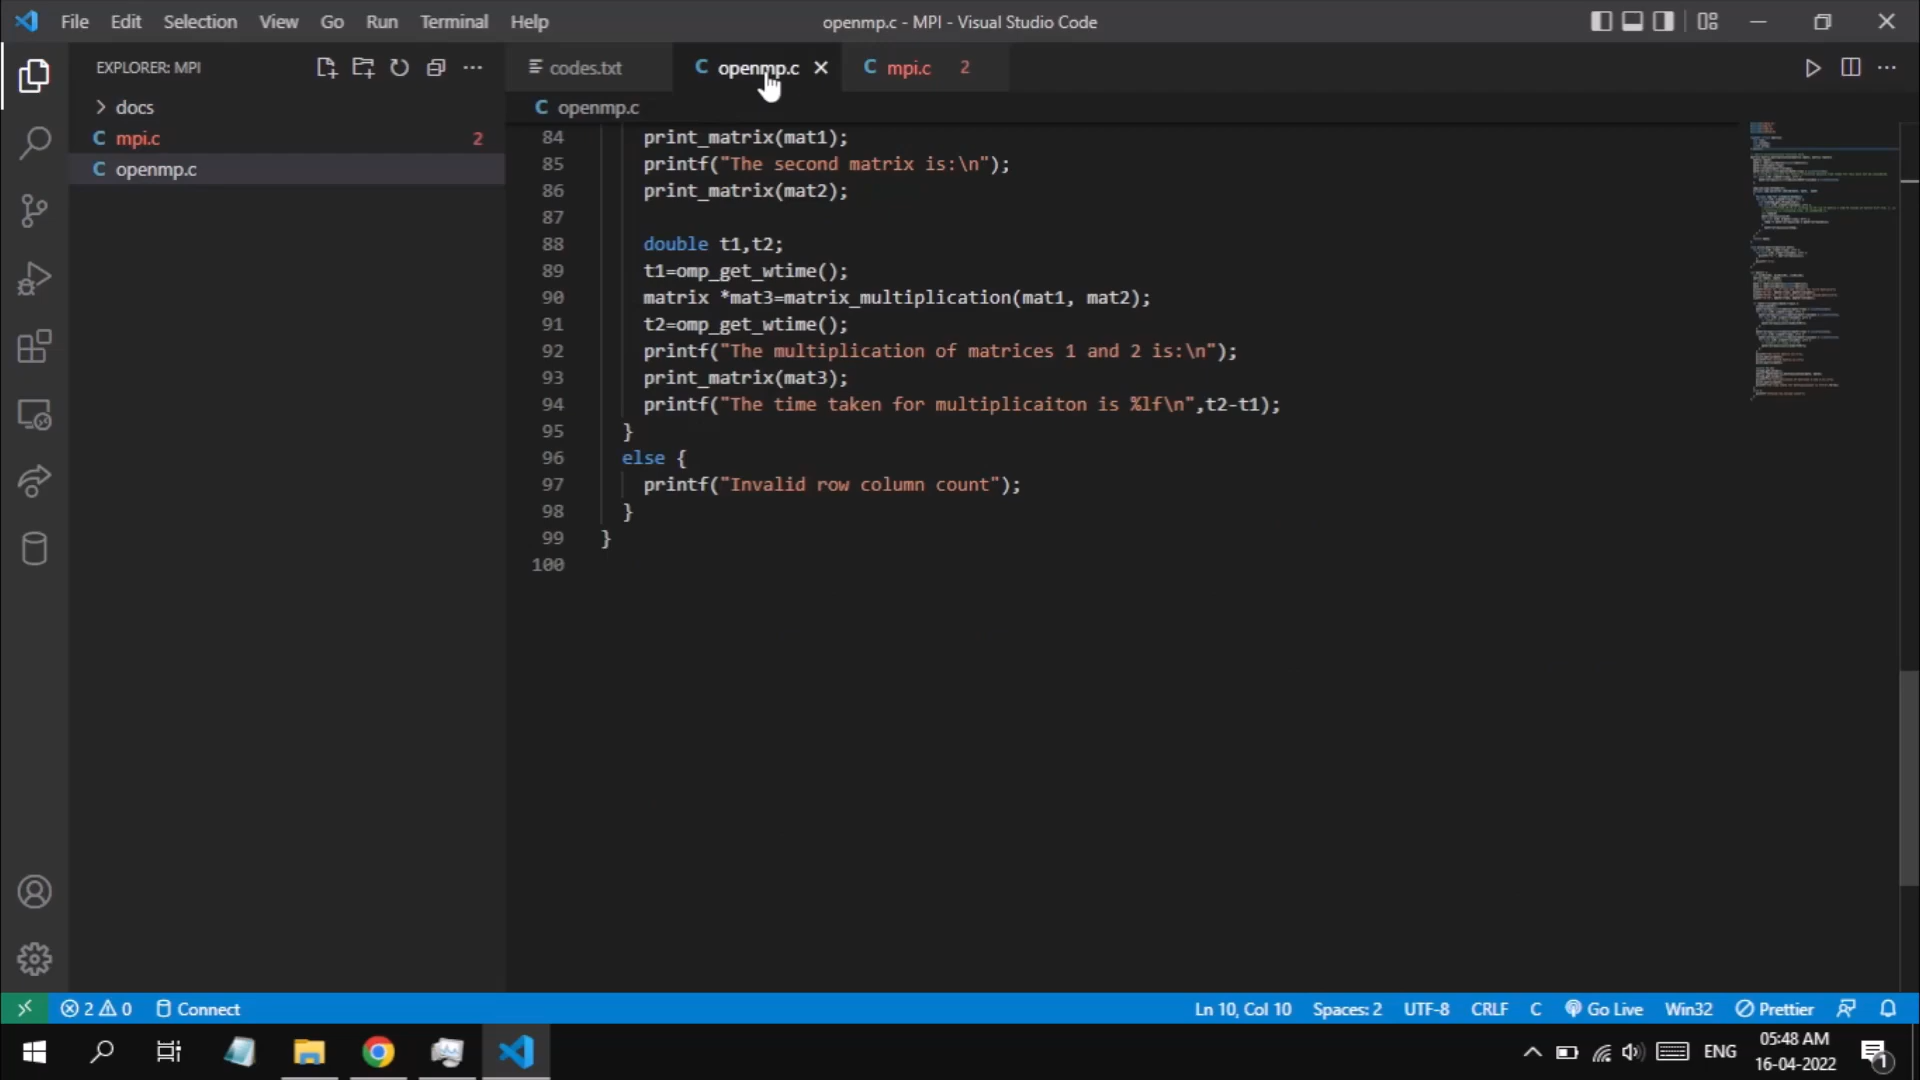 File Edit Selection View Go Run Terminal Help
openmp.c - MPI - Visual Studio Code
EXPLORER: MPI
docs
C mpi.c 2
C openmp.c
codes.txt
C openmp.c
C mpi.c 2
C openmp.c
84 print_matrix(mat1);
85 printf("The second matrix is:\n");
86 print_matrix(mat2);
87
88 double t1,t2;
89 t1=omp_get_wtime();
90 matrix *mat3=matrix_multiplication(mat1, mat2);
91 t2=omp_get_wtime();
92 printf("The multiplication of matrices 1 and 2 is:\n");
93 print_matrix(mat3);
94 printf("The time taken for multiplicaiton is %lf\n",t2-t1);
95 }
96 else {
97 printf("Invalid row column count");
98 }
99 }
100
2 0 Connect
Ln 10, Col 10 Spaces: 2 UTF-8 CRLF C Go Live Win32 Prettier
ENG
05:48 AM
16-04-2022
1